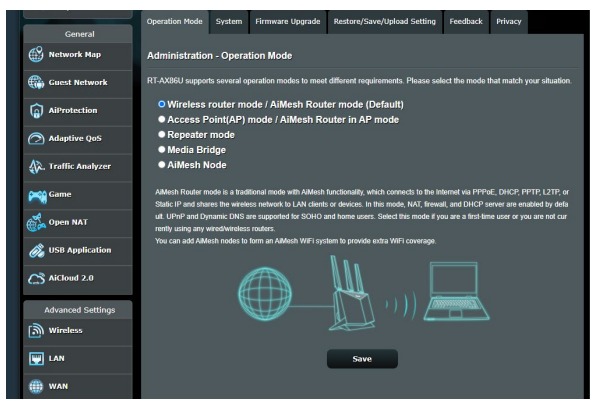 Operation Mode System Firmware Upgrade Restore/Save/Upload Setting Feedback Privacy
General
Network Map
Guest Network
AiProtection
Adaptive QoS
Traffic Analyzer
Game
Open NAT
USB Application
AiCloud 2.0
Advanced Settings
Wireless
LAN
WAN
Administration - Operation Mode
RT-AX86U supports several operation modes to meet different requirements. Please select the mode that match your situation.
Wireless router mode / AiMesh Router mode (Default)
Access Point(AP) mode / AiMesh Router in AP mode
Repeater mode
Media Bridge
AiMesh Node
AiMesh Router mode is a traditional mode with AiMesh functionality, which connects to the Internet via PPPoE, DHCP, PPTP, L2TP, or
Static IP and shares the wireless network to LAN clients or devices. In this mode, NAT, firewall, and DHCP server are enabled by defa
ult. UPnP and Dynamic DNS are supported for SOHO and home users. Select this mode if you are a first-time user or you are not cur
rently using any wired/wireless routers.
You can add AiMesh nodes to form an AiMesh WiFi system to provide extra WiFi coverage.
Save